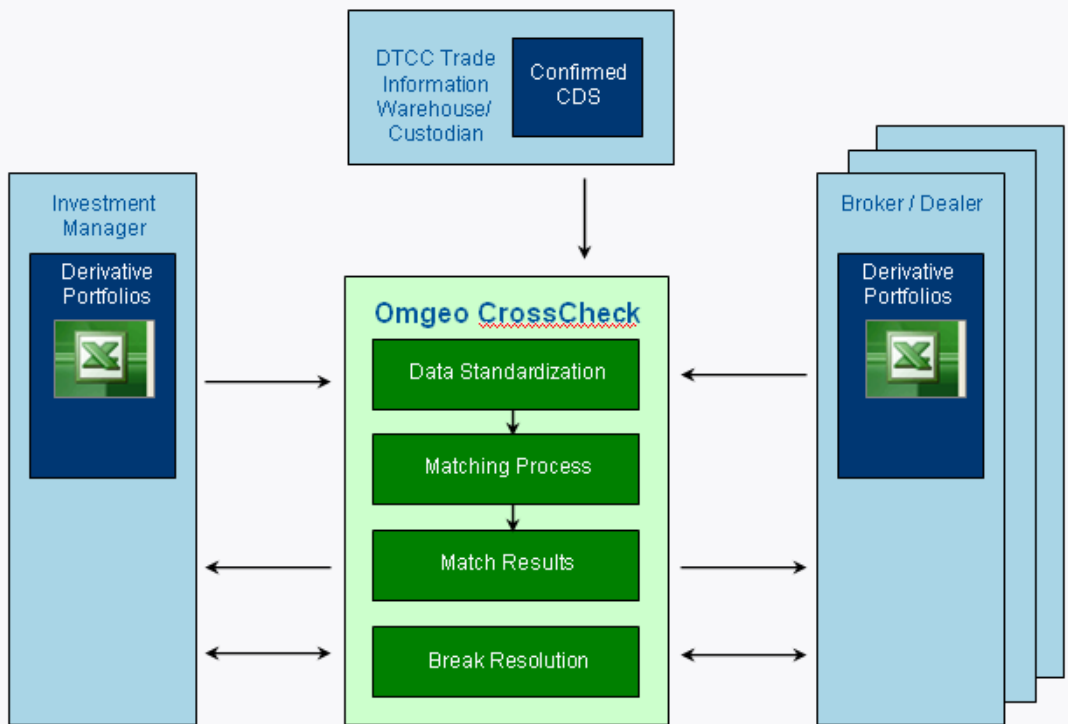 DTCC Trade
Information
Warehouse/
Custodian
Confirmed
CDS
Investment
Manager
Derivative
Portfolios
Broker / Dealer
Derivative
Portfolios
Omgeo CrossCheck
Data Standardization
Matching Process
Match Results
Break Resolution